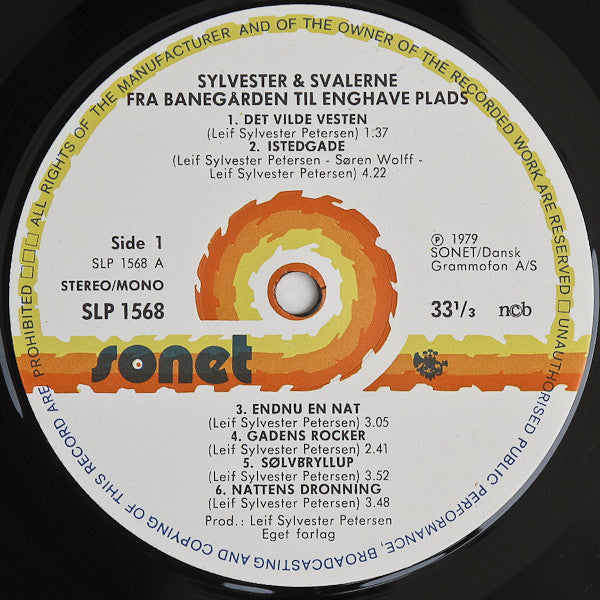 ALL RIGHTS OF THE MANUFACTURER AND OF THE OWNER OF THE RECORDED WORK ARE RESERVED □ UNAUTHORISED PUBLIC PERFORMANCE, BROADCASTING AND COPYING OF THIS RECORD ARE PROHIBITED □□□
SYLVESTER & SVALERNE
FRA BANEGÅRDEN TIL ENGHAVE PLADS
1. DET VILDE VESTEN
(Leif Sylvester Petersen) 1:37
2. ISTEDGADE
(Leif Sylvester Petersen - Søren Wolff -
Leif Sylvester Petersen) 4.22
Side 1
SLP 1568 A
STEREO/MONO
SLP 1568
℗ 1979
SONET/Dansk
Grammofon A/S
33 1/3 ncb
sonet
3. ENDNU EN NAT
(Leif Sylvester Petersen) 3.05
4. GADENS ROCKER
(Leif Sylvester Petersen) 2.41
5. SØLVBRYLLUP
(Leif Sylvester Petersen) 3.52
6. NATTENS DRONNING
(Leif Sylvester Petersen) 3.48
Prod.: Leif Sylvester Petersen
Eget forlag